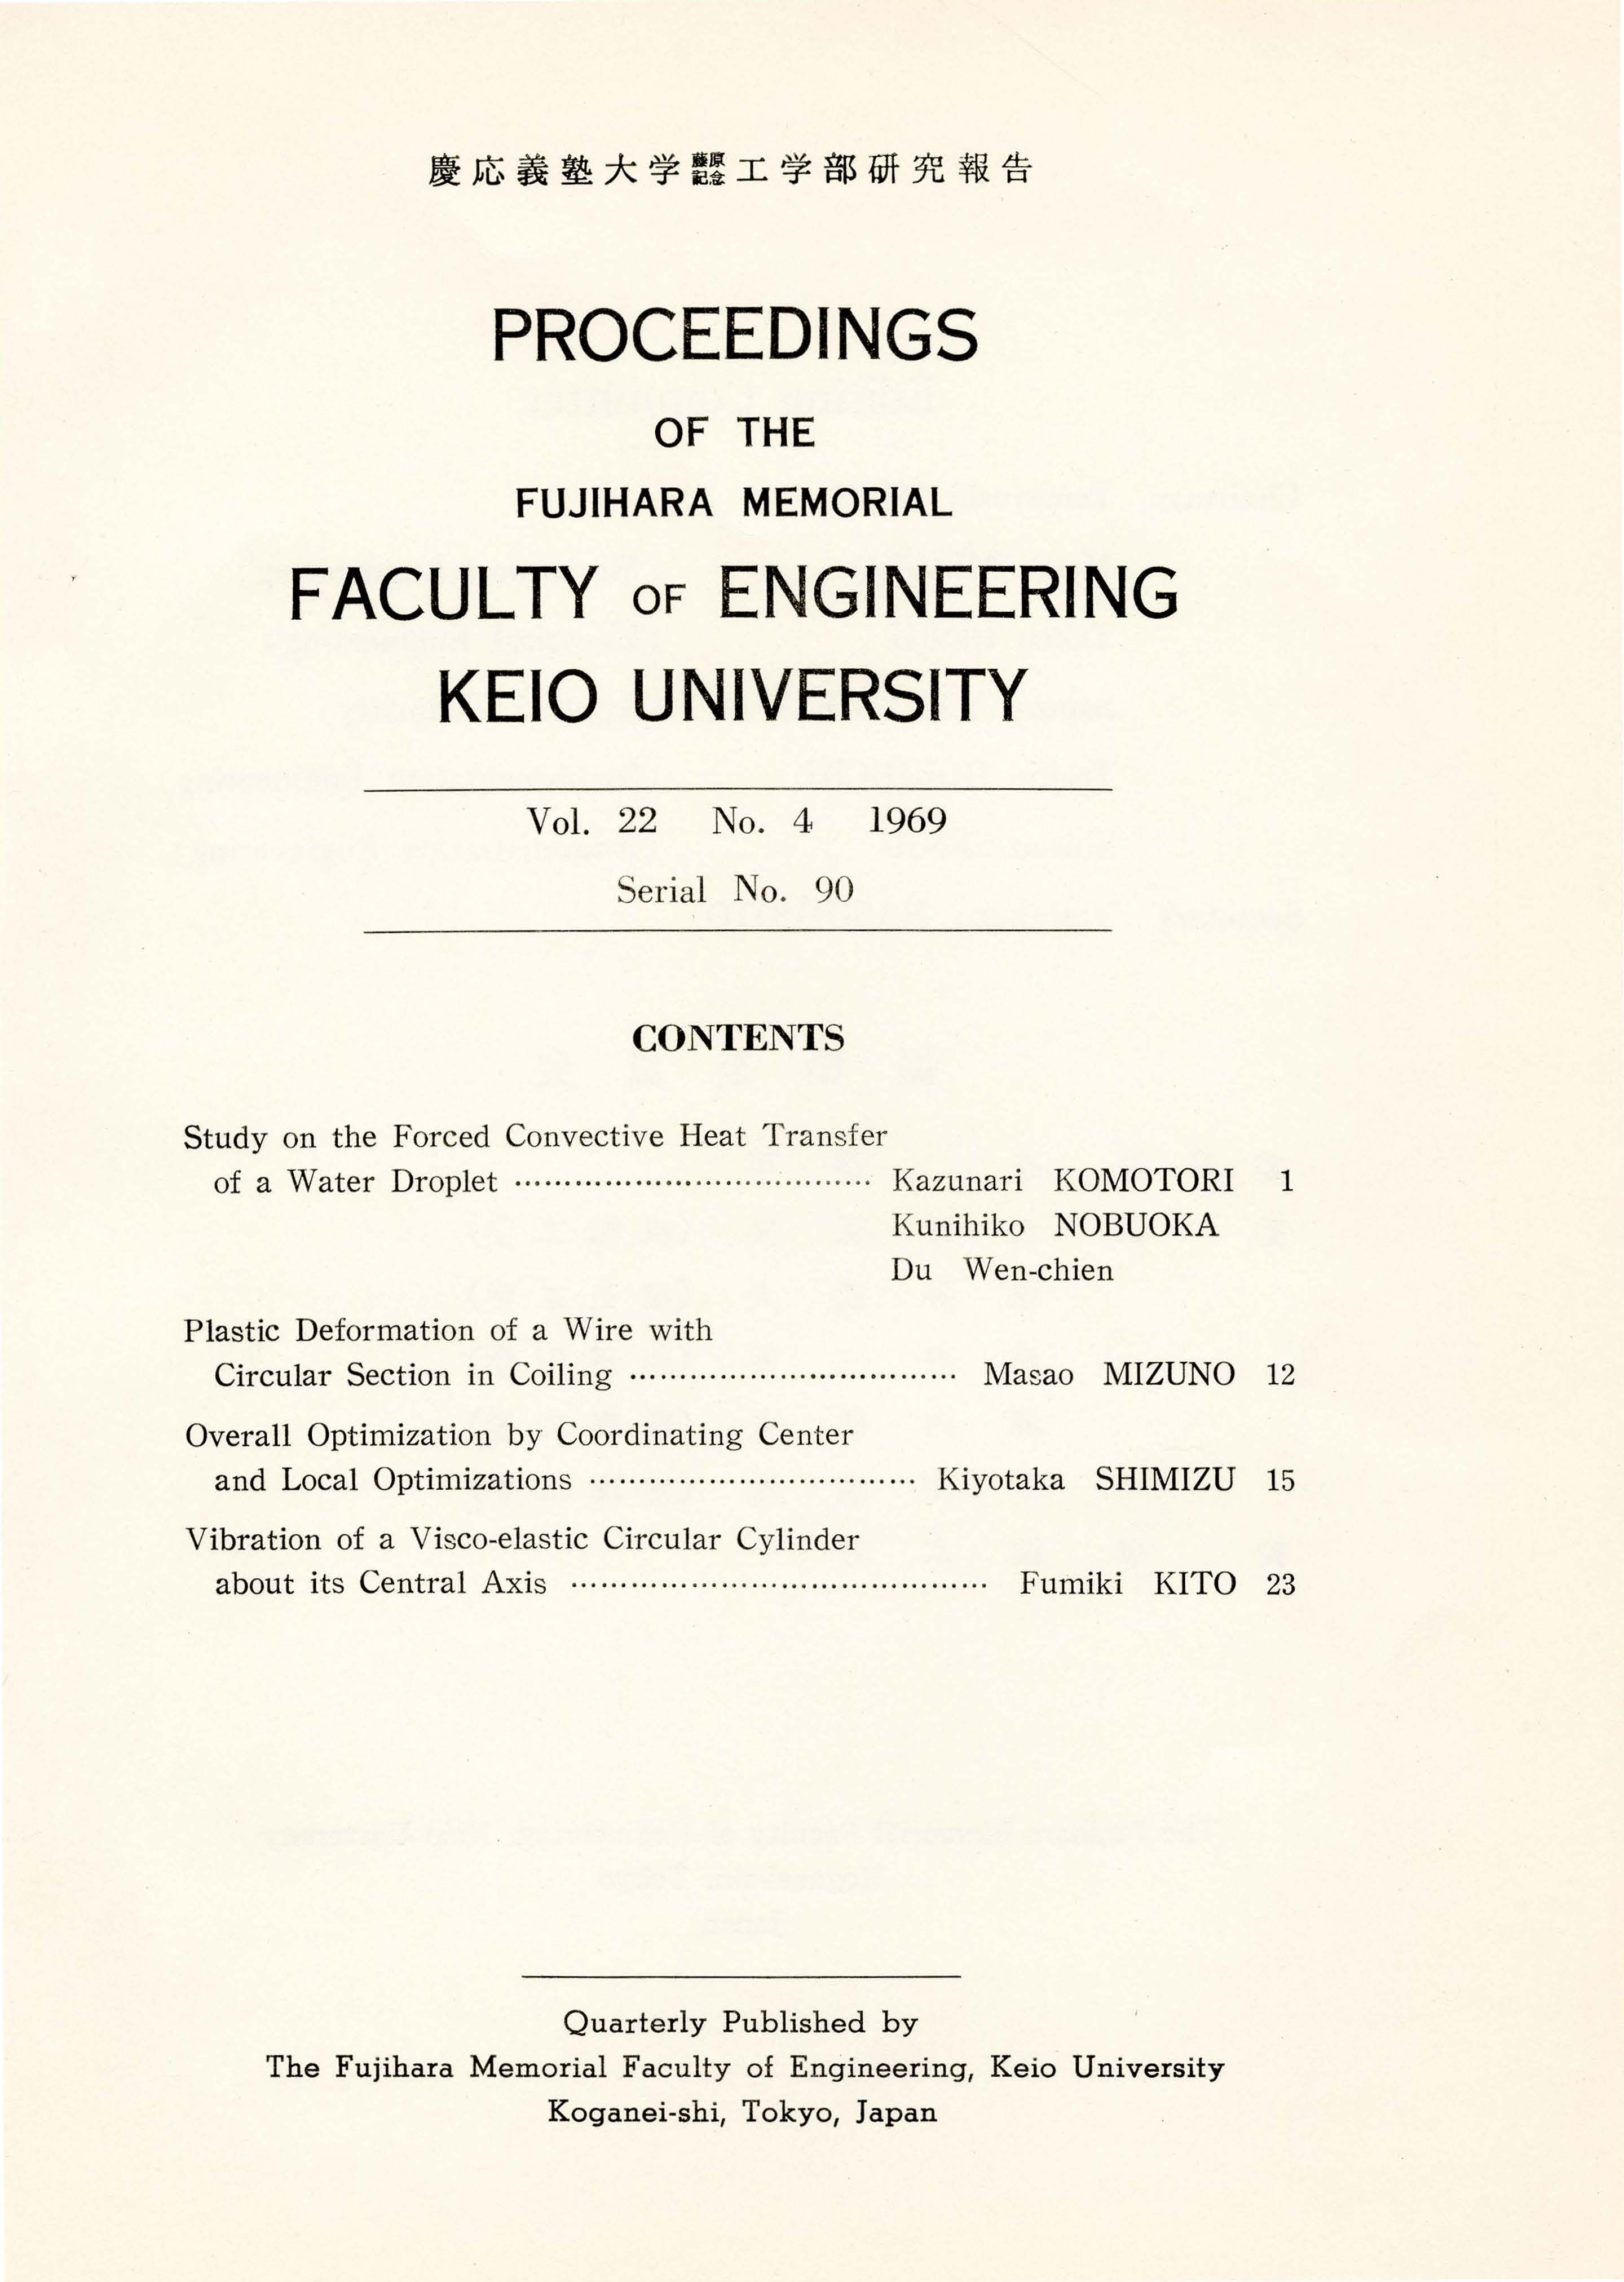 慶応義塾大学藤原記念工学部研究報告
PROCEEDINGS
OF THE
FUJIHARA MEMORIAL
FACULTY OF ENGINEERING
KEIO UNIVERSITY
Vol. 22 No. 4 1969
Serial No. 90
CONTENTS
Study on the Forced Convective Heat Transfer
of a Water Droplet ………………………………… Kazunari KOMOTORI 1
Kunihiko NOBUOKA
Du Wen-chien
Plastic Deformation of a Wire with
Circular Section in Coiling ……………………………… Masao MIZUNO 12
Overall Optimization by Coordinating Center
and Local Optimizations ……………………………… Kiyotaka SHIMIZU 15
Vibration of a Visco-elastic Circular Cylinder
about its Central Axis ……………………………………… Fumiki KITO 23
Quarterly Published by
The Fujihara Memorial Faculty of Engineering, Keio University
Koganei-shi, Tokyo, Japan